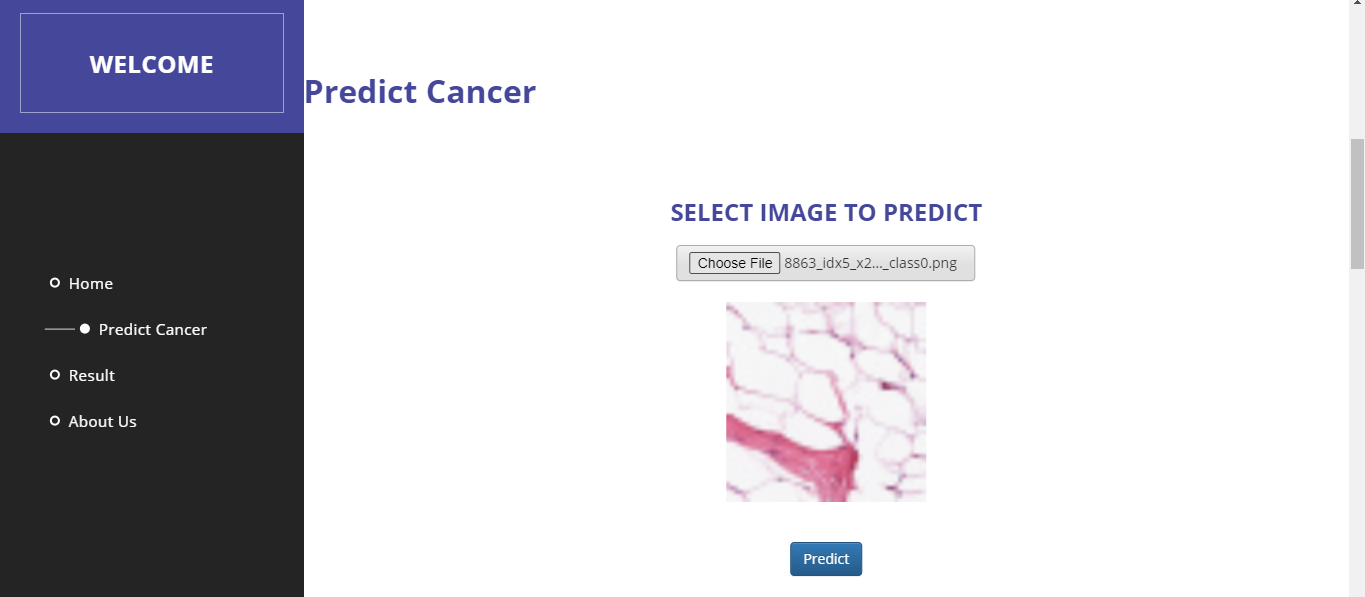 WELCOME
Predict Cancer
SELECT IMAGE TO PREDICT
Choose File 8863_idx5_x2..._class0.png
Home
Predict Cancer
Result
About Us
Predict